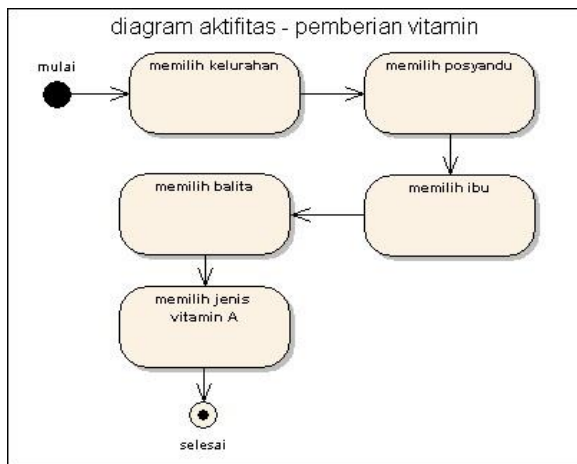 diagram aktifitas - pemberian vitamin
mulai
memilih kelurahan
memilih posyandu
memilih ibu
memilih balita
memilih jenis
vitamin A
selesai